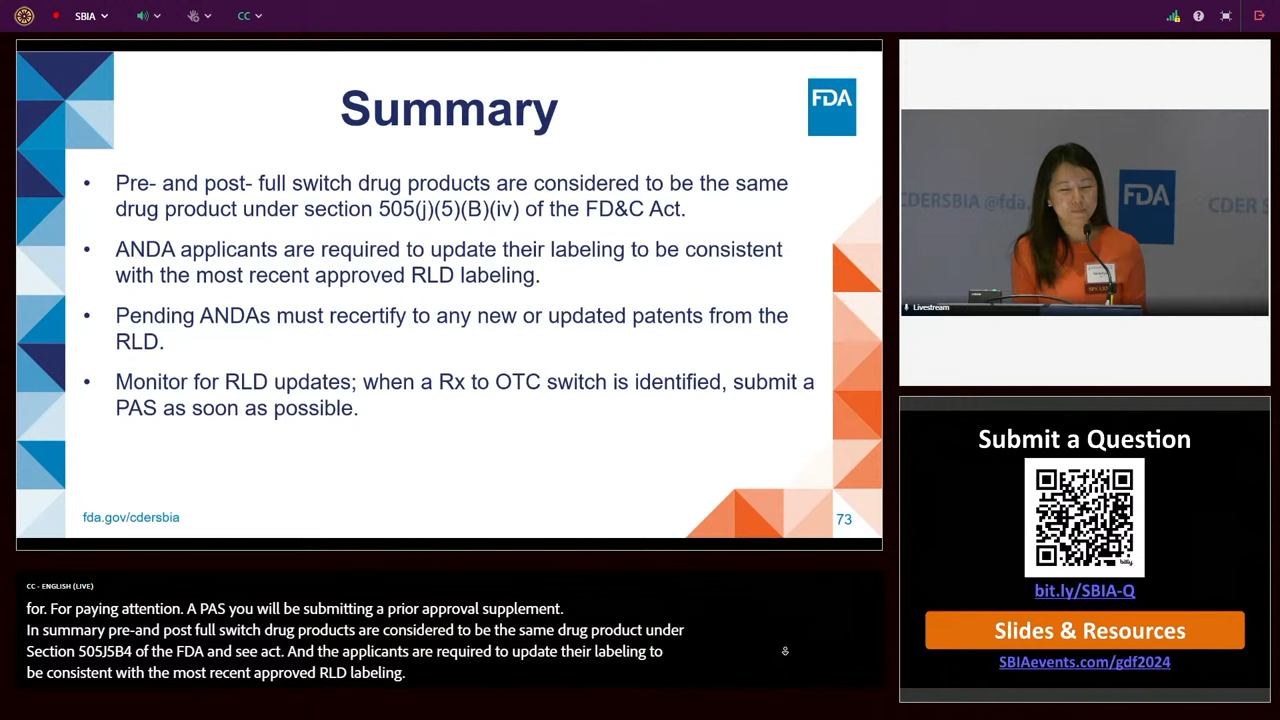 SBIA
CC
Summary
FDA
• Pre- and post- full switch drug products are considered to be the same
drug product under section 505(j)(5)(B)(iv) of the FD&C Act.
• ANDA applicants are required to update their labeling to be consistent
with the most recent approved RLD labeling.
• Pending ANDAs must recertify to any new or updated patents from the
RLD.
• Monitor for RLD updates; when a Rx to OTC switch is identified, submit a
PAS as soon as possible.
fda.gov/cdersbia
73
CDERSBIA @fda.
FDA
CDER SB
Livestream
Submit a Question
bitly
bit.ly/SBIA-Q
Slides & Resources
SBIAevents.com/gdf2024
CC - ENGLISH (LIVE)
for. For paying attention. A PAS you will be submitting a prior approval supplement.
In summary pre-and post full switch drug products are considered to be the same drug product under
Section 505J5B4 of the FDA and see act. And the applicants are required to update their labeling to
be consistent with the most recent approved RLD labeling.